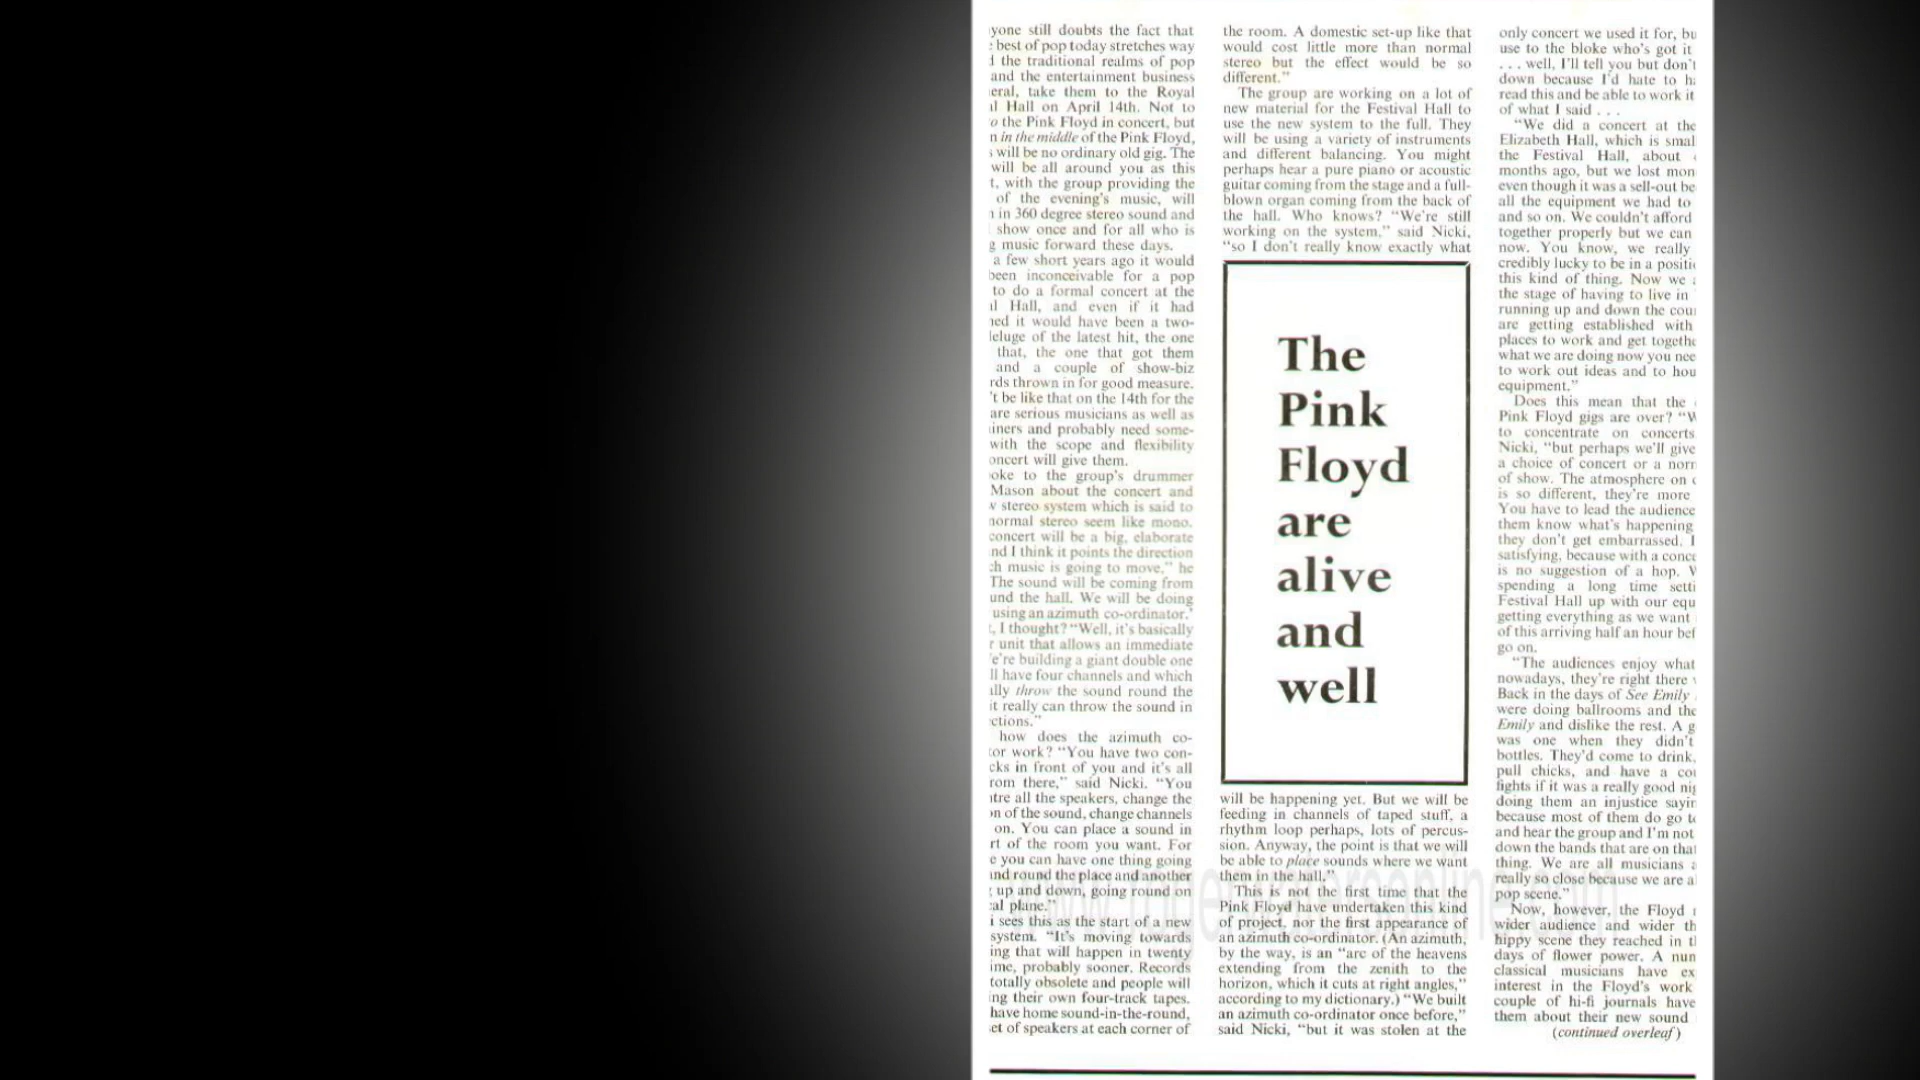 yone still doubts the fact that
best of pop today stretches way
the traditional realms of pop
and the entertainment business
eral, take them to the Royal
l Hall on April 14th. Not to
o the Pink Floyd in concert, but
n in the middle of the Pink Floyd,
will be no ordinary old gig. The
will be all around you as this
t, with the group providing the
of the evening's music, will
in 360 degree stereo sound and
show once and for all who is
g music forward these days.
a few short years ago it would
been inconceivable for a pop
to do a formal concert at the
l Hall, and even if it had
ned it would have been a two-
deluge of the latest hit, the one
that, the one that got them
and a couple of show-biz
rds thrown in for good measure.
't be like that on the 14th for the
are serious musicians as well as
iners and probably need some-
with the scope and flexibility
oncert will give them.
oke to the group's drummer
Mason about the concert and
w stereo system which is said to
normal stereo seem like mono.
concert will be a big, elaborate
nd I think it points the direction
ch music is going to move," he
The sound will be coming from
und the hall. We will be doing
using an azimuth co-ordinator.'
t, I thought? "Well, it's basically
r unit that allows an immediate
e're building a giant double one
ll have four channels and which
lly throw the sound round the
it really can throw the sound in
ctions."
how does the azimuth co-
or work? "You have two con-
cks in front of you and it's all
rom there," said Nicki. "You
ntre all the speakers, change the
on of the sound, change channels
on. You can place a sound in
rt of the room you want. For
e you can have one thing going
and round the place and another
up and down, going round on
al plane."
i sees this as the start of a new
system. "It's moving towards
ing that will happen in twenty
ime, probably sooner. Records
totally obsolete and people will
ing their own four-track tapes.
have home sound-in-the-round,
et of speakers at each corner of
the room. A domestic set-up like that
would cost little more than normal
stereo but the effect would be so
different."
The group are working on a lot of
new material for the Festival Hall to
use the new system to the full. They
will be using a variety of instruments
and different balancing. You might
perhaps hear a pure piano or acoustic
guitar coming from the stage and a full-
blown organ coming from the back of
the hall. Who knows? "We're still
working on the system," said Nicki,
"so I don't really know exactly what
The
Pink
Floyd
are
alive
and
well
will be happening yet. But we will be
feeding in channels of taped stuff, a
rhythm loop perhaps, lots of percus-
sion. Anyway, the point is that we will
be able to place sounds where we want
them in the hall."
This is not the first time that the
Pink Floyd have undertaken this kind
of project, nor the first appearance of
an azimuth co-ordinator. (An azimuth,
by the way, is an "arc of the heavens
extending from the zenith to the
horizon, which it cuts at right angles,"
according to my dictionary.) "We built
an azimuth co-ordinator once before,"
said Nicki, "but it was stolen at the
only concert we used it for, bu
use to the bloke who's got it
. . . well, I'll tell you but don't
down because I'd hate to h
read this and be able to work it
of what I said . . .
"We did a concert at the
Elizabeth Hall, which is smal
the Festival Hall, about
months ago, but we lost mon
even though it was a sell-out be
all the equipment we had to
and so on. We couldn't afford
together properly but we can
now. You know, we really
credibly lucky to be in a positi
this kind of thing. Now we
the stage of having to live in
running up and down the cou
are getting established with
places to work and get togeth
what we are doing now you nee
to work out ideas and to hou
equipment."
Does this mean that the
Pink Floyd gigs are over? "W
to concentrate on concerts
Nicki, "but perhaps we'll give
a choice of concert or a norm
of show. The atmosphere on
is so different, they're more
You have to lead the audience
them know what's happening
they don't get embarrassed. I
satisfying, because with a conce
is no suggestion of a hop. W
spending a long time setti
Festival Hall up with our equ
getting everything as we want
of this arriving half an hour bef
go on.
"The audiences enjoy what
nowadays, they're right there
Back in the days of See Emily
were doing ballrooms and the
Emily and dislike the rest. A g
was one when they didn't
bottles. They'd come to drink,
pull chicks, and have a co
fights if it was a really good nig
doing them an injustice sayin
because most of them do go t
and hear the group and I'm not
down the bands that are on that
thing. We are all musicians
really so close because we are a
pop scene."
Now, however, the Floyd
wider audience and wider th
hippy scene they reached in t
days of flower power. A num
classical musicians have ex
interest in the Floyd's work
couple of hi-fi journals have
them about their new sound
(continued overleaf)